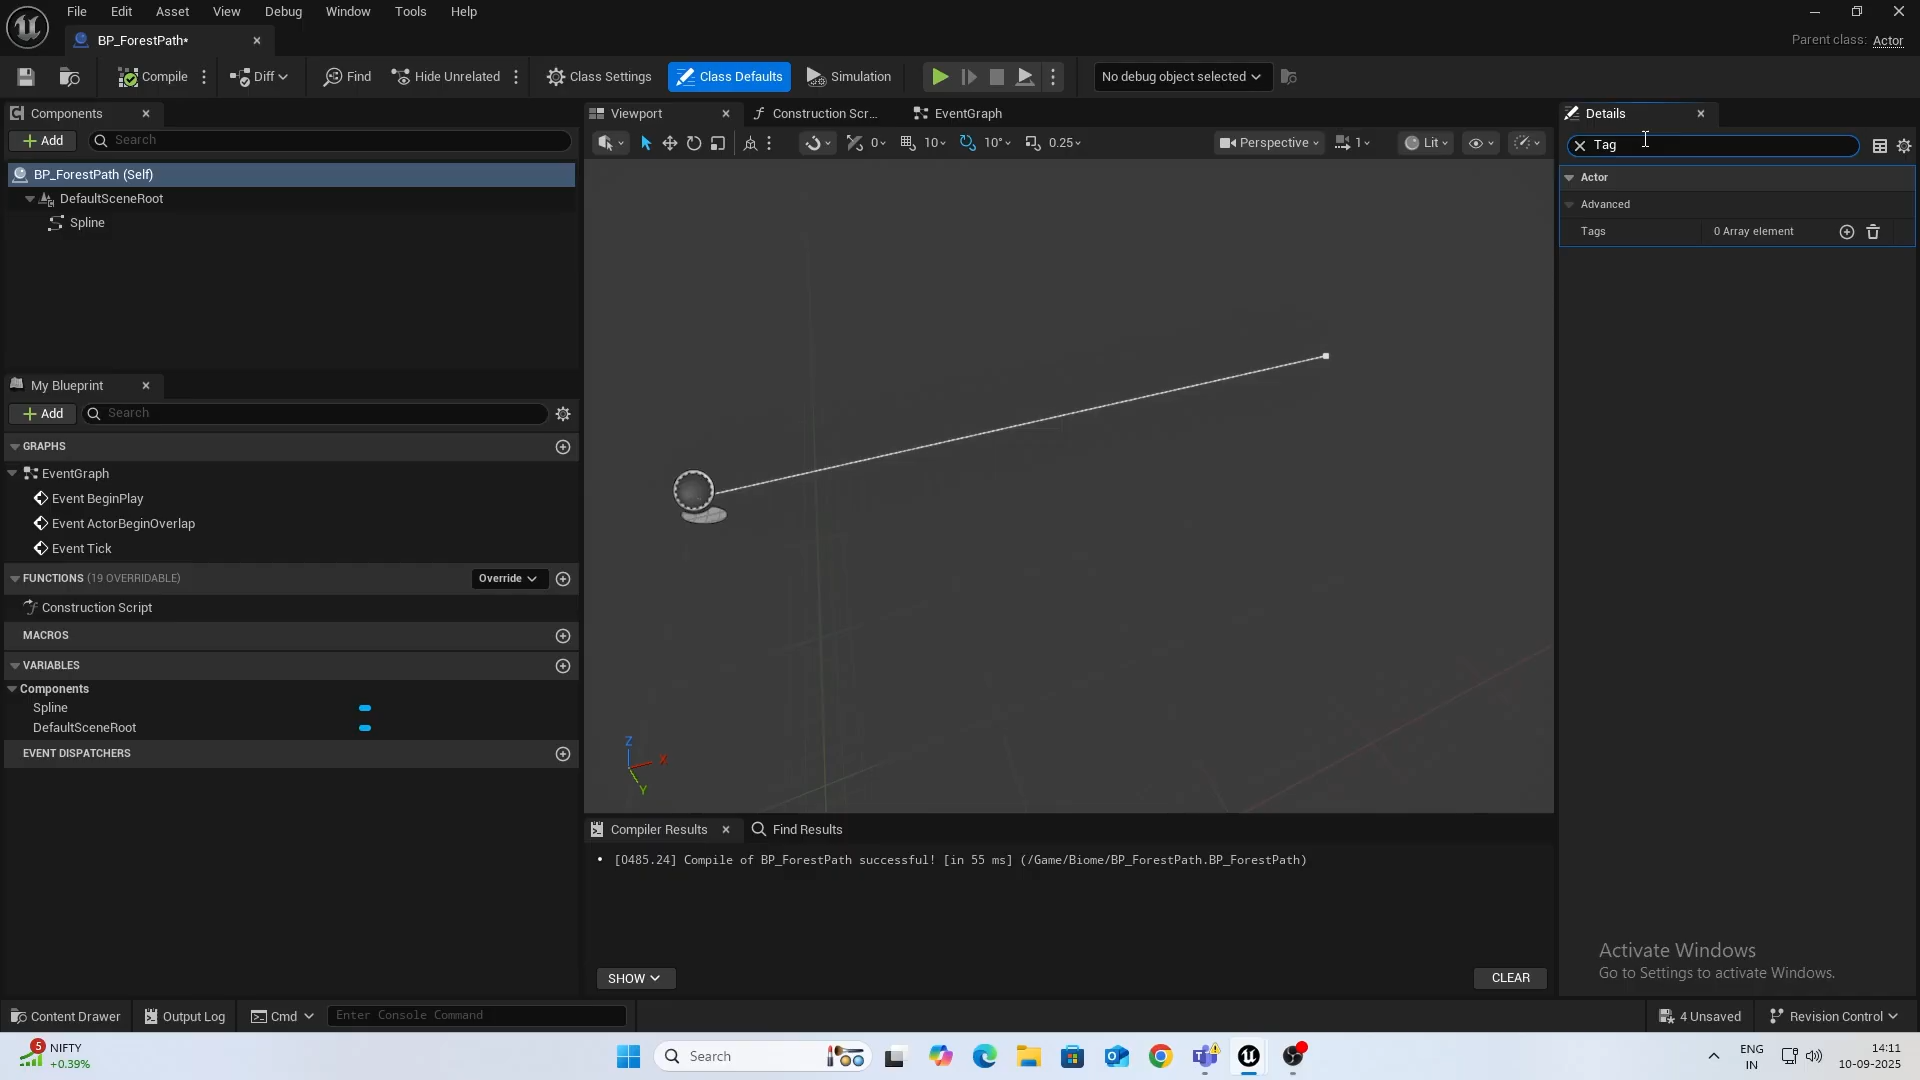 File Edit Asset View Debug Window Tools Help
BP_ForestPath*
Parent class: Actor
Compile Diff Find Hide Unrelated Class Settings Class Defaults Simulation No debug object selected
Components
Add Search
BP_ForestPath (Self)
DefaultSceneRoot
Spline
My Blueprint
Add Search
GRAPHS
EventGraph
Event BeginPlay
Event ActorBeginOverlap
Event Tick
FUNCTIONS (19 OVERRIDABLE) Override
Construction Script
MACROS
VARIABLES
Components
Spline
DefaultSceneRoot
EVENT DISPATCHERS
Viewport Construction Scr... EventGraph
0 10 10° 0.25 Perspective 1 Lit
Z
X
Y
Compiler Results Find Results
[0485.24] Compile of BP_ForestPath successful! [in 55 ms] (/Game/Biome/BP_ForestPath.BP_ForestPath)
SHOW CLEAR
Details
Tag
Actor
Advanced
Tags 0 Array element
Activate Windows
Go to Settings to activate Windows.
Content Drawer Output Log Cmd Enter Console Command 4 Unsaved Revision Control
5 NIFTY
+0.39%
Search
ENG
IN
14:11
10-09-2025